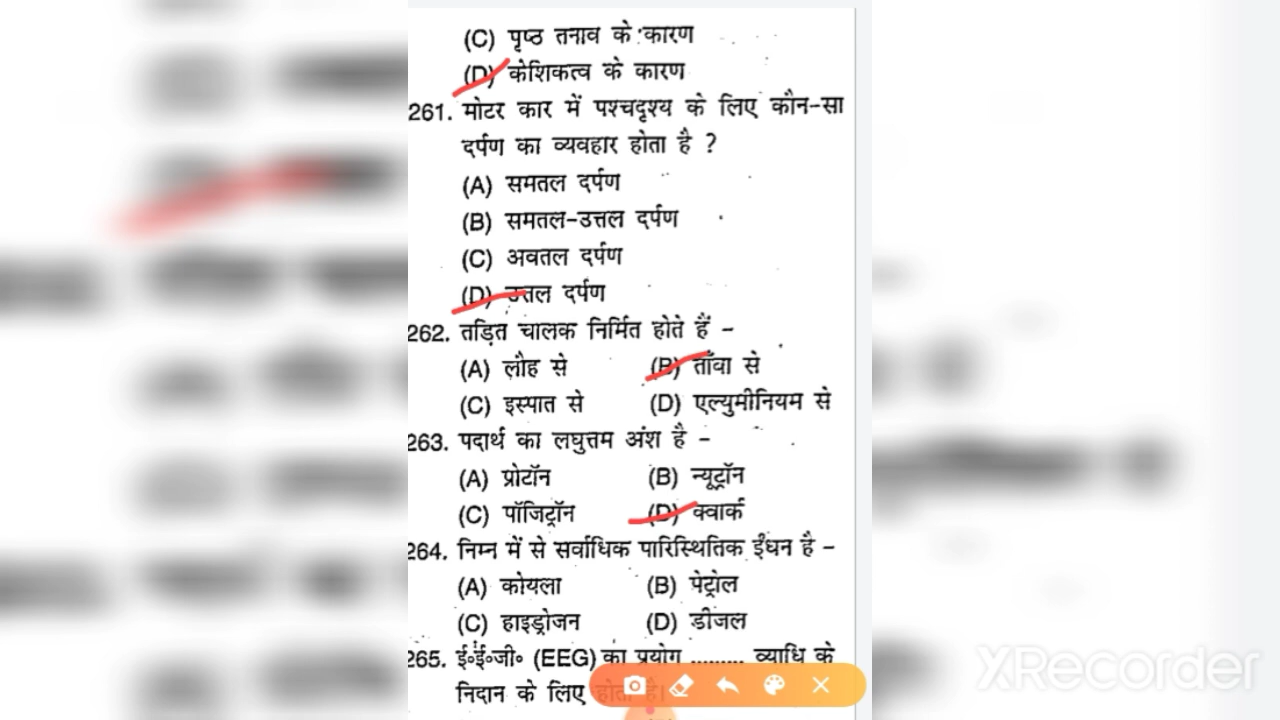 (C) पृष्ठ तनाव के कारण
(D) केशिकत्व के कारण
261. मोटर कार में पश्चदृश्य के लिए कौन-सा
दर्पण का व्यवहार होता है ?
(A) समतल दर्पण
(B) समतल-उत्तल दर्पण
(C) अवतल दर्पण
(D) उत्तल दर्पण
262. तड़ित चालक निर्मित होते हैं -
(A) लौह से (B) ताँवा से
(C) इस्पात से (D) एल्युमीनियम से
263. पदार्थ का लघुत्तम अंश है -
(A) प्रोटॉन (B) न्यूट्रॉन
(C) पॉजिट्रॉन (D) क्वार्क
264. निम्न में से सर्वाधिक पारिस्थितिक ईंधन है -
(A) कोयला (B) पेट्रोल
(C) हाइड्रोजन (D) डीजल
265. ई॰ई॰जी॰ (EEG) का प्रयोग ......... व्याधि के
निदान के लिए होता है।
XRecorder